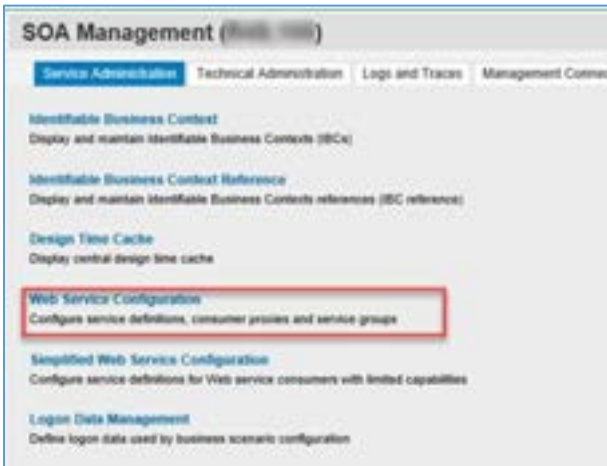 SOA Management (
Service Administration Technical Administration Logs and Traces Management
Identifiable Business Context
Display and maintain Identifiable Business Contexts (IBCs)
Identifiable Business Context Reference
Display and maintain Identifiable Business Contexts references (IBC reference)
Design Time Cache
Display central design time cache
Web Service Configuration
Configure service definitions, consumer proxies and service groups
Simplified Web Service Configuration
Configure service definitions for Web service consumers with limited capabilities
Logon Data Management
Define logon data used by business scenario configuration